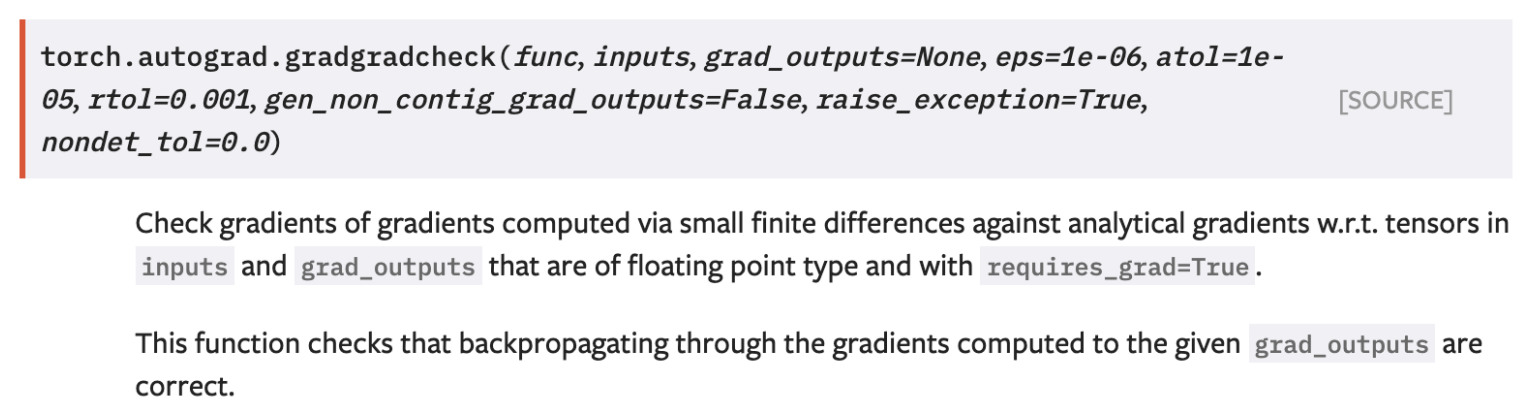 torch.autograd.gradgradcheck(func, inputs, grad_outputs=None, eps=1e-06, atol=1e-
05, rtol=0.001, gen_non_contig_grad_outputs=False, raise_exception=True,
[SOURCE]
nondet_tol=0.0)
Check gradients of gradients computed via small finite differences against analytical gradients w.r.t. tensors in
inputs and grad_outputs that are of floating point type and with requires_grad=True.
This function checks that backpropagating through the gradients computed to the given grad_outputs are
correct.